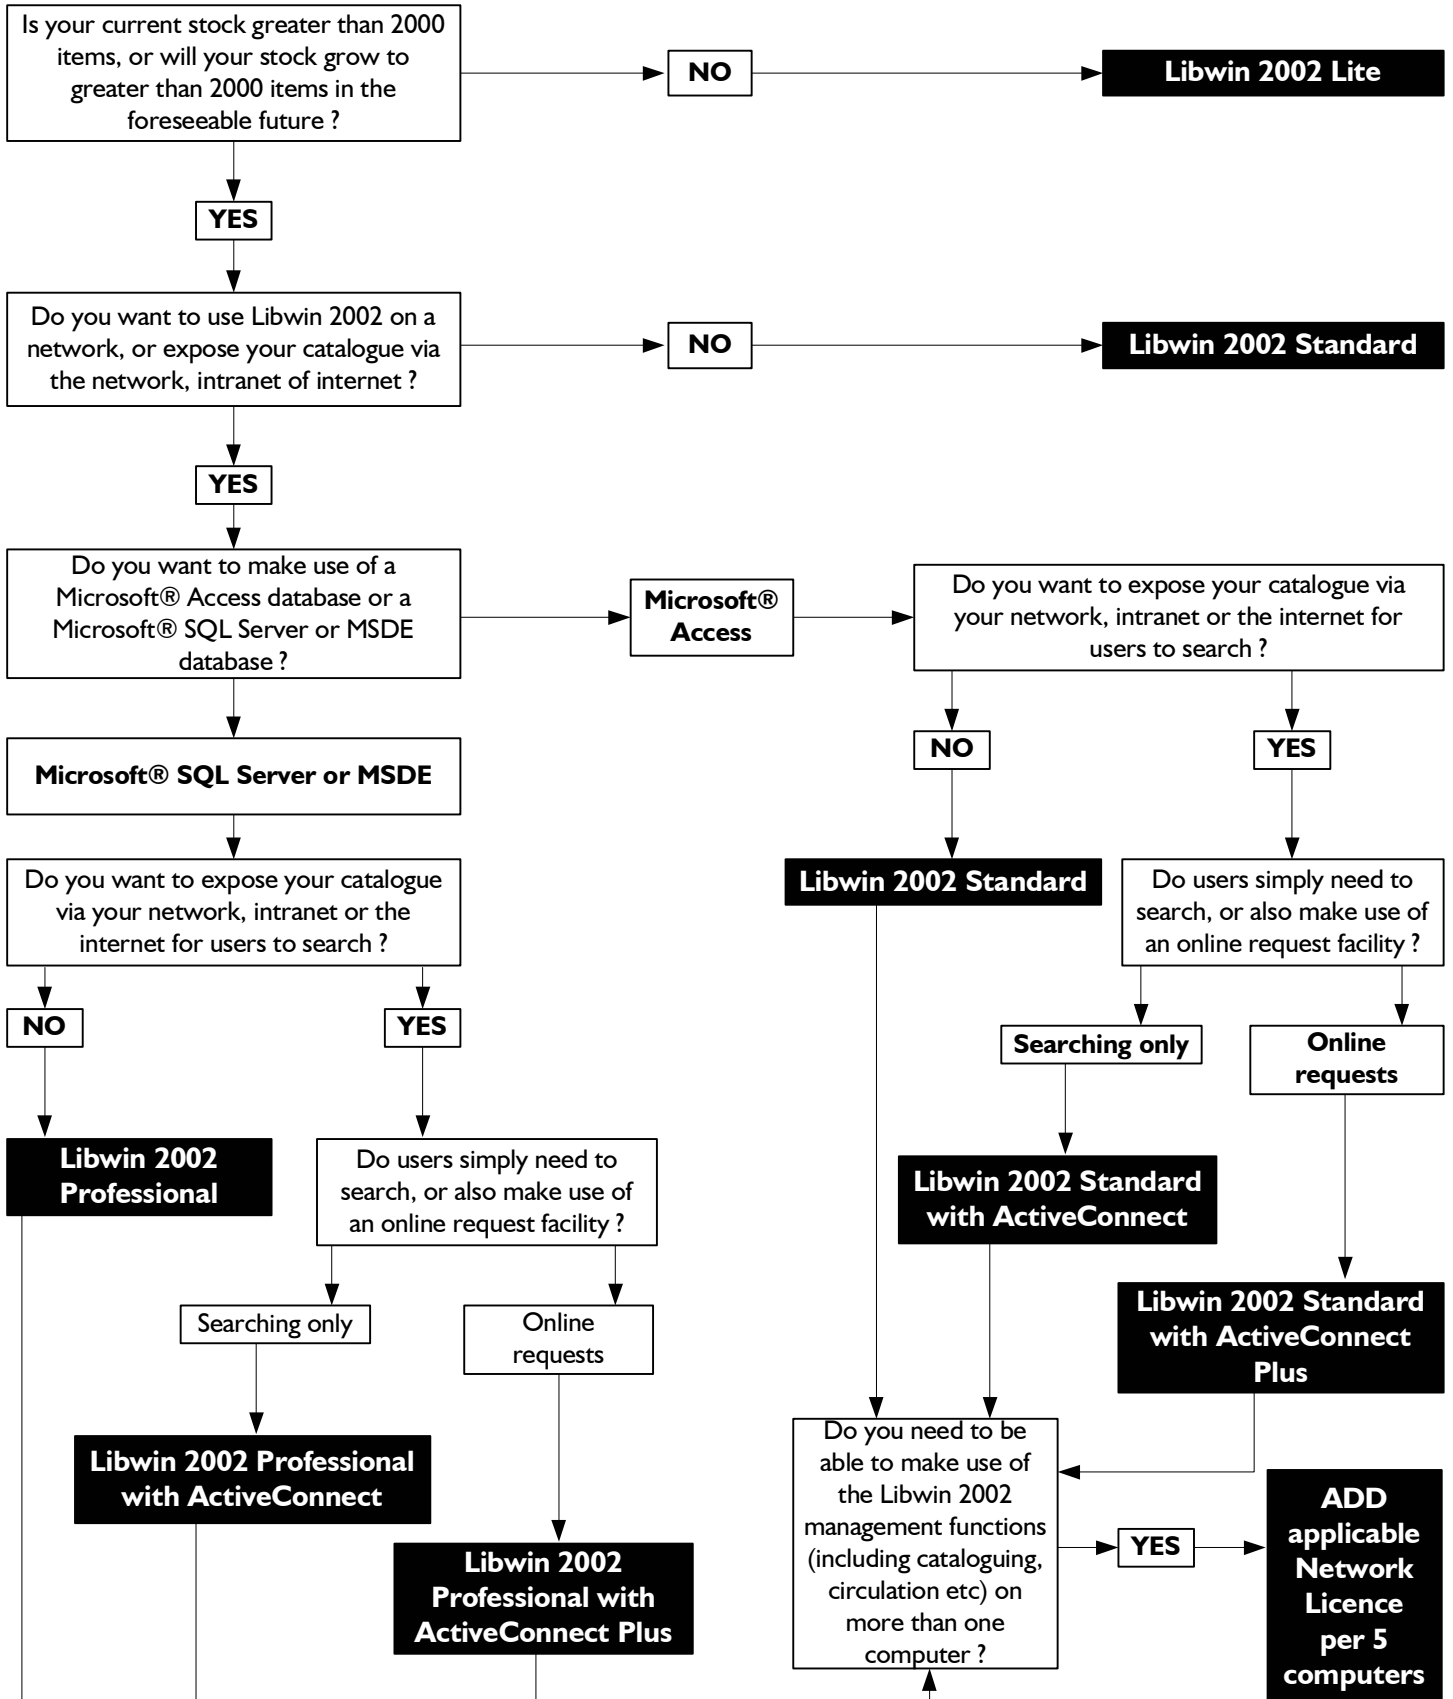 Is your current stock greater than 2000
items, or will your stock grow to
greater than 2000 items in the
foreseeable future ?
NO
Libwin 2002 Lite
YES
Do you want to use Libwin 2002 on a
network, or expose your catalogue via
the network, intranet of internet ?
NO
Libwin 2002 Standard
YES
Do you want to make use of a
Microsoft® Access database or a
Microsoft® SQL Server or MSDE
database ?
Microsoft®
Access
Do you want to expose your catalogue via
your network, intranet or the internet for
users to search ?
NO
YES
Microsoft® SQL Server or MSDE
Libwin 2002 Standard
Do users simply need to
search, or also make use of
an online request facility ?
Do you want to expose your catalogue
via your network, intranet or the
internet for users to search ?
NO
YES
Searching only
Online
requests
Libwin 2002
Professional
Do users simply need to
search, or also make use of
an online request facility ?
Libwin 2002 Standard
with ActiveConnect
Searching only
Online
requests
Libwin 2002 Standard
with ActiveConnect
Plus
Libwin 2002 Professional
with ActiveConnect
Libwin 2002
Professional with
ActiveConnect Plus
Do you need to be
able to make use of
the Libwin 2002
management functions
(including cataloguing,
circulation etc) on
more than one
computer ?
YES
ADD
applicable
Network
Licence
per 5
computers